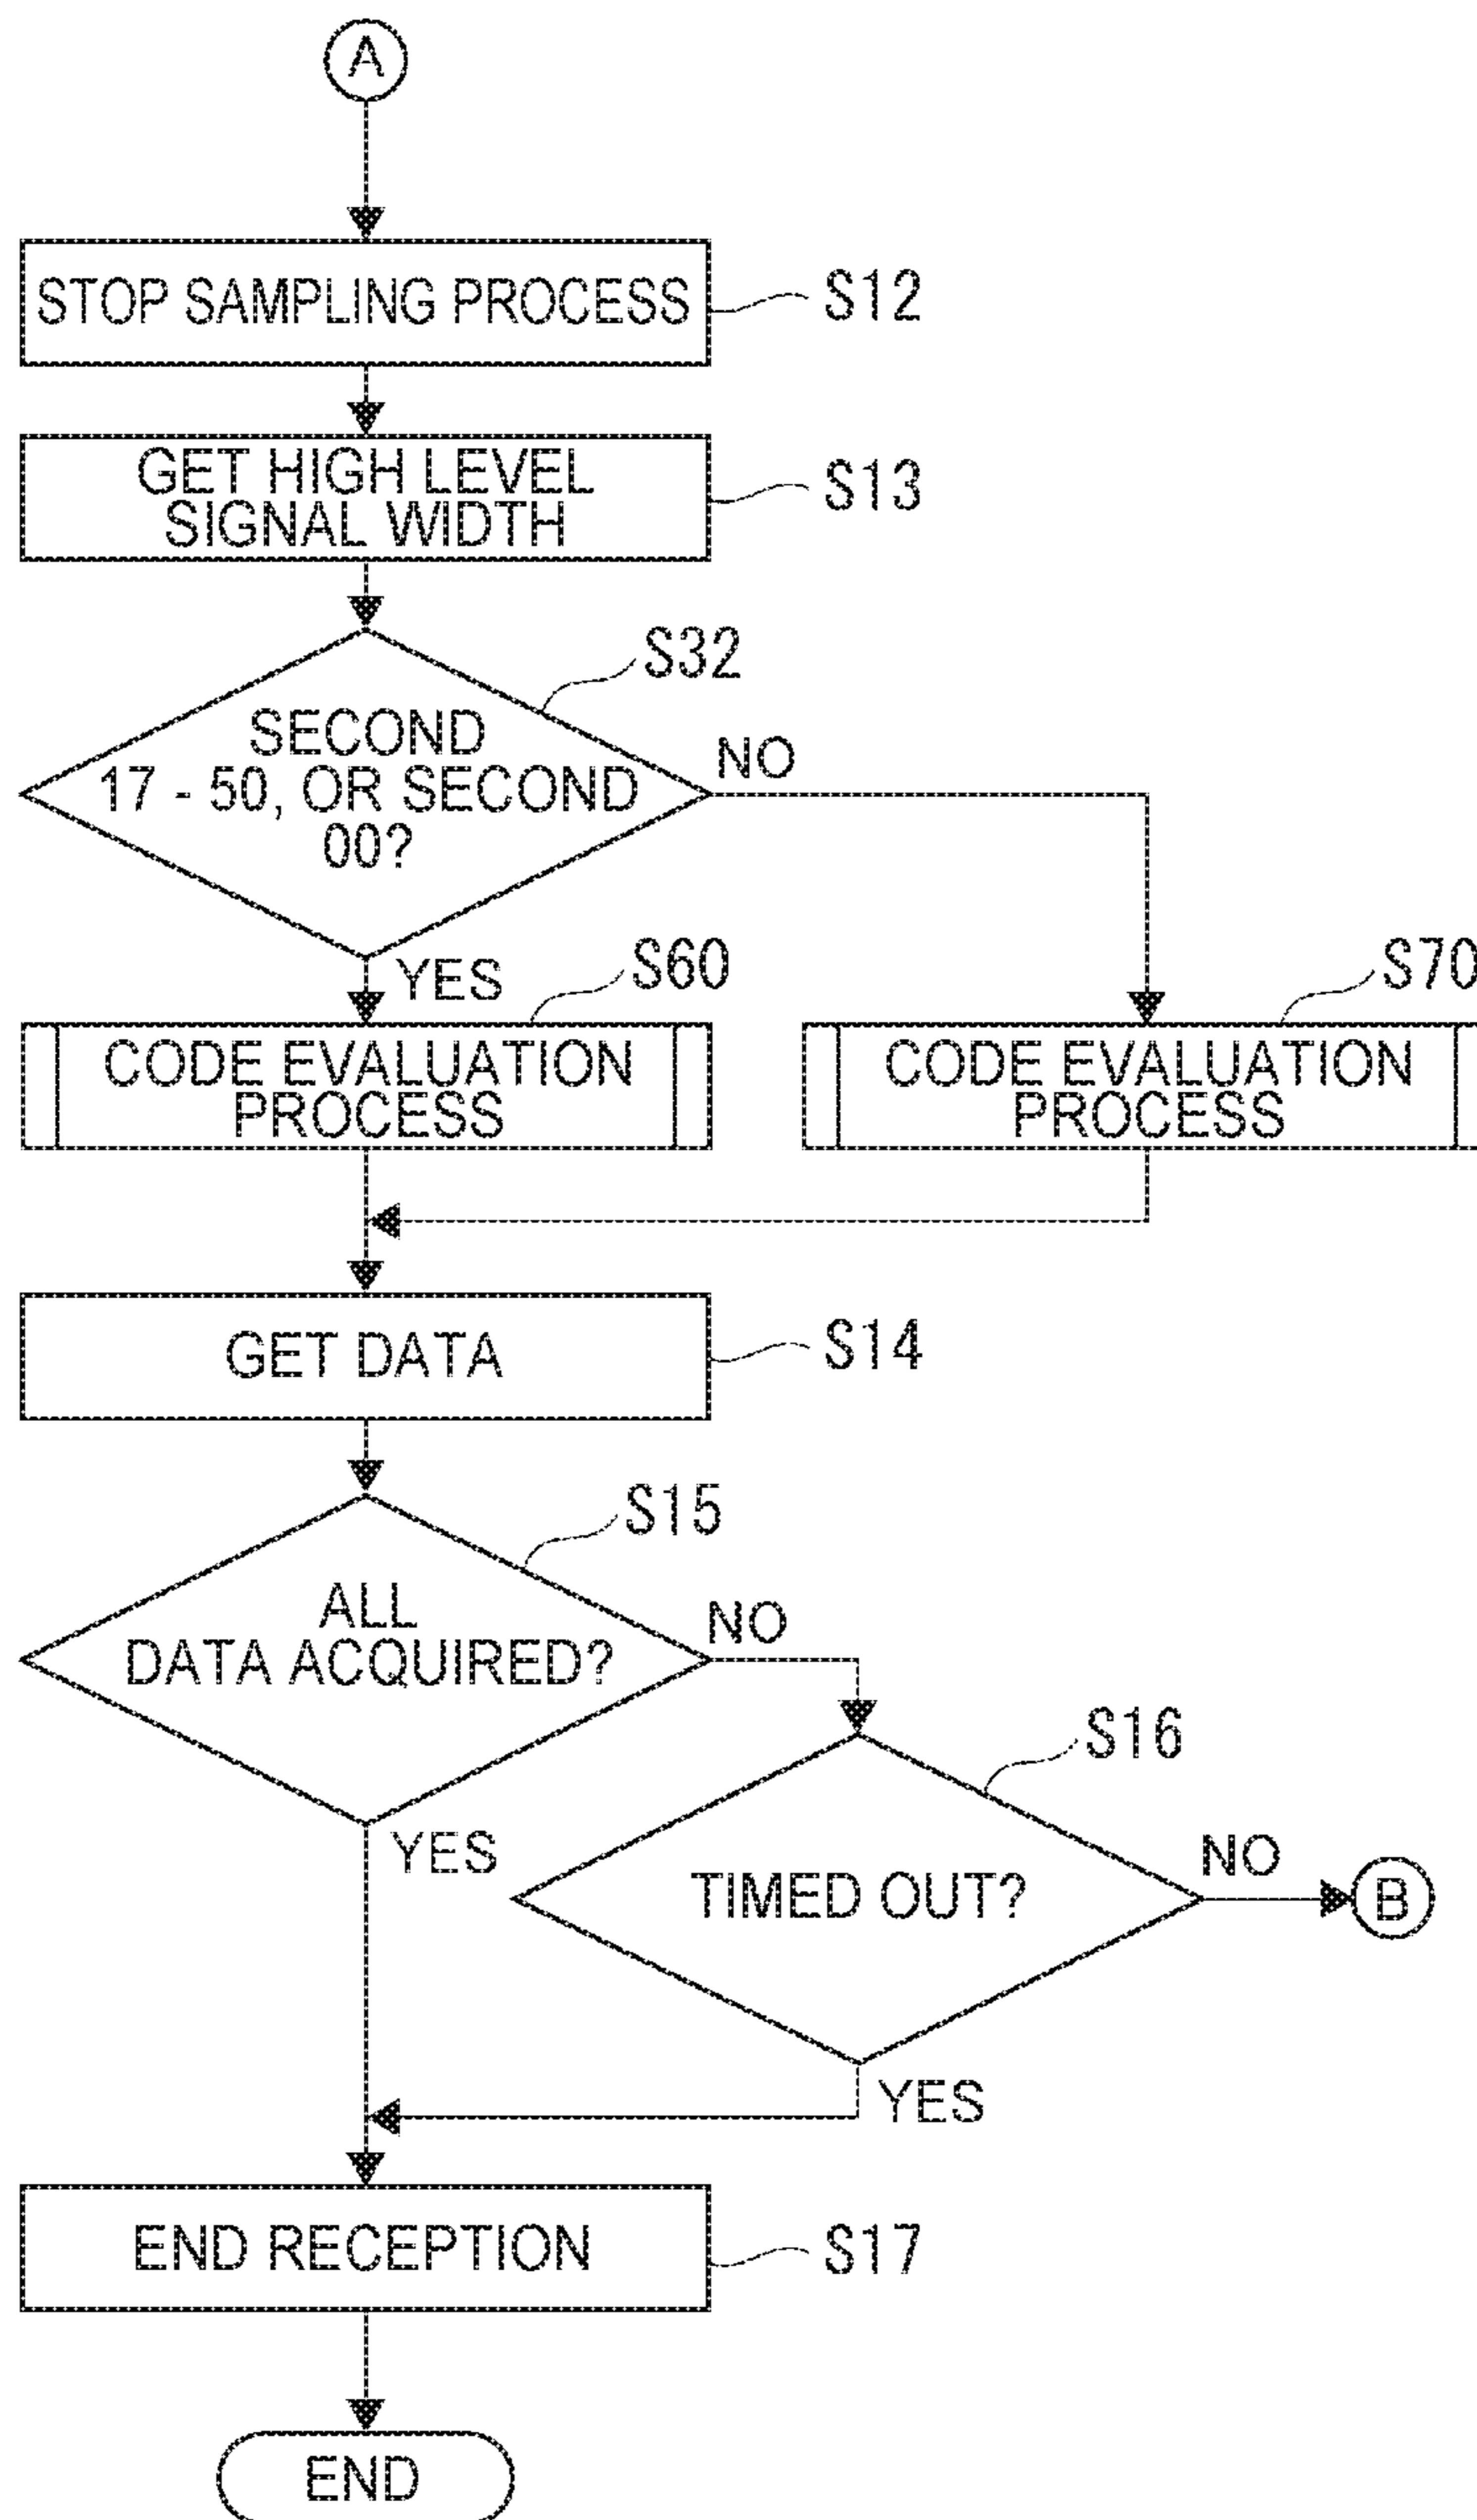 A
STOP SAMPLING PROCESS
S12
GET HIGH LEVEL
SIGNAL WIDTH
S13
S32
SECOND
17 - 50, OR SECOND
00?
NO
YES
S60
S70
CODE EVALUATION
PROCESS
CODE EVALUATION
PROCESS
GET DATA
S14
S15
ALL
DATA ACQUIRED?
NO
YES
S16
TIMED OUT?
NO
B
YES
END RECEPTION
S17
END